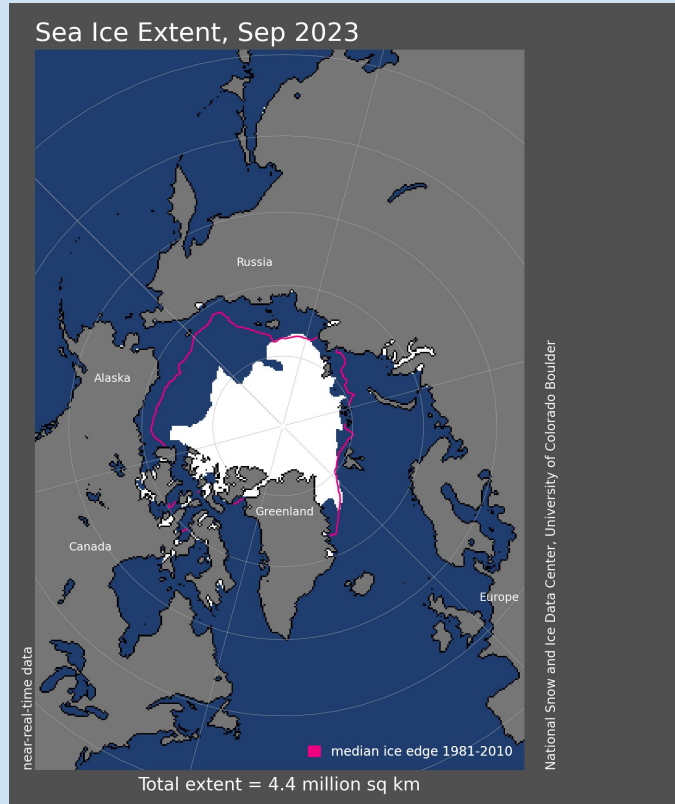 Sea Ice Extent, Sep 2023
Russia
Alaska
Greenland
Canada
Europe
near-real-time data
National Snow and Ice Data Center, University of Colorado Boulder
median ice edge 1981-2010
Total extent = 4.4 million sq km